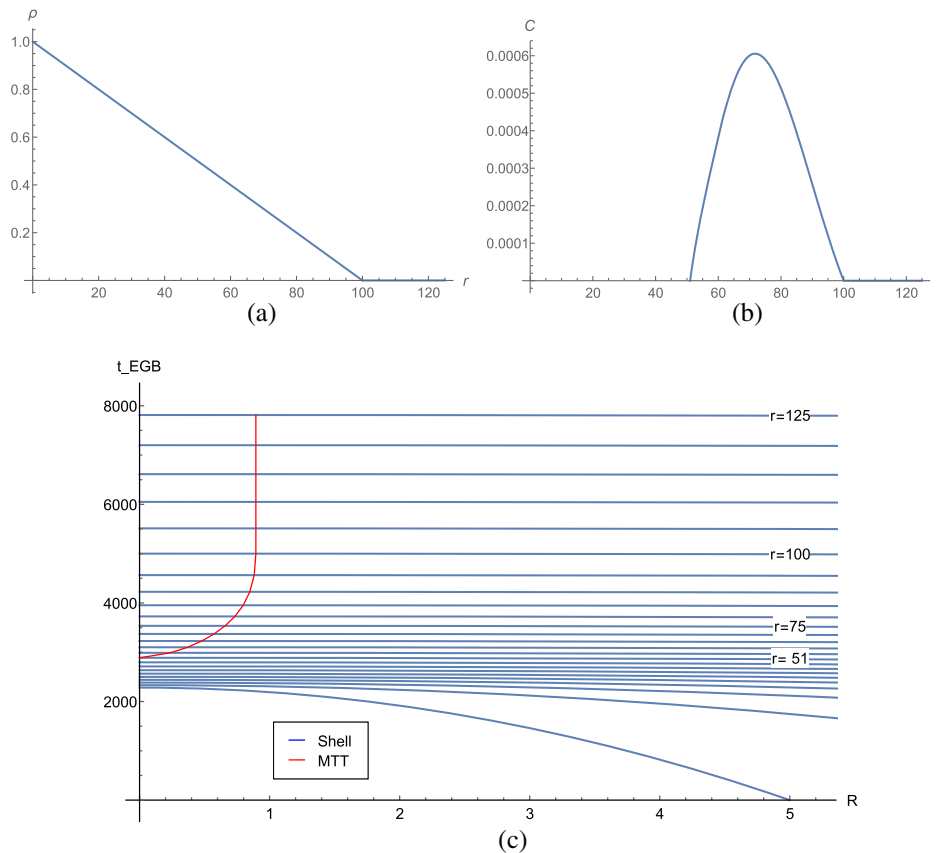 ρ
1.0
0.8
0.6
0.4
0.2
20 40 60 80 100 120 r
(a)
C
0.0006
0.0005
0.0004
0.0003
0.0002
0.0001
20 40 60 80 100 120
(b)
t_EGB
8000
6000
4000
2000
r=125
r=100
r=75
r= 51
Shell
MTT
1 2 3 4 5 R
(c)